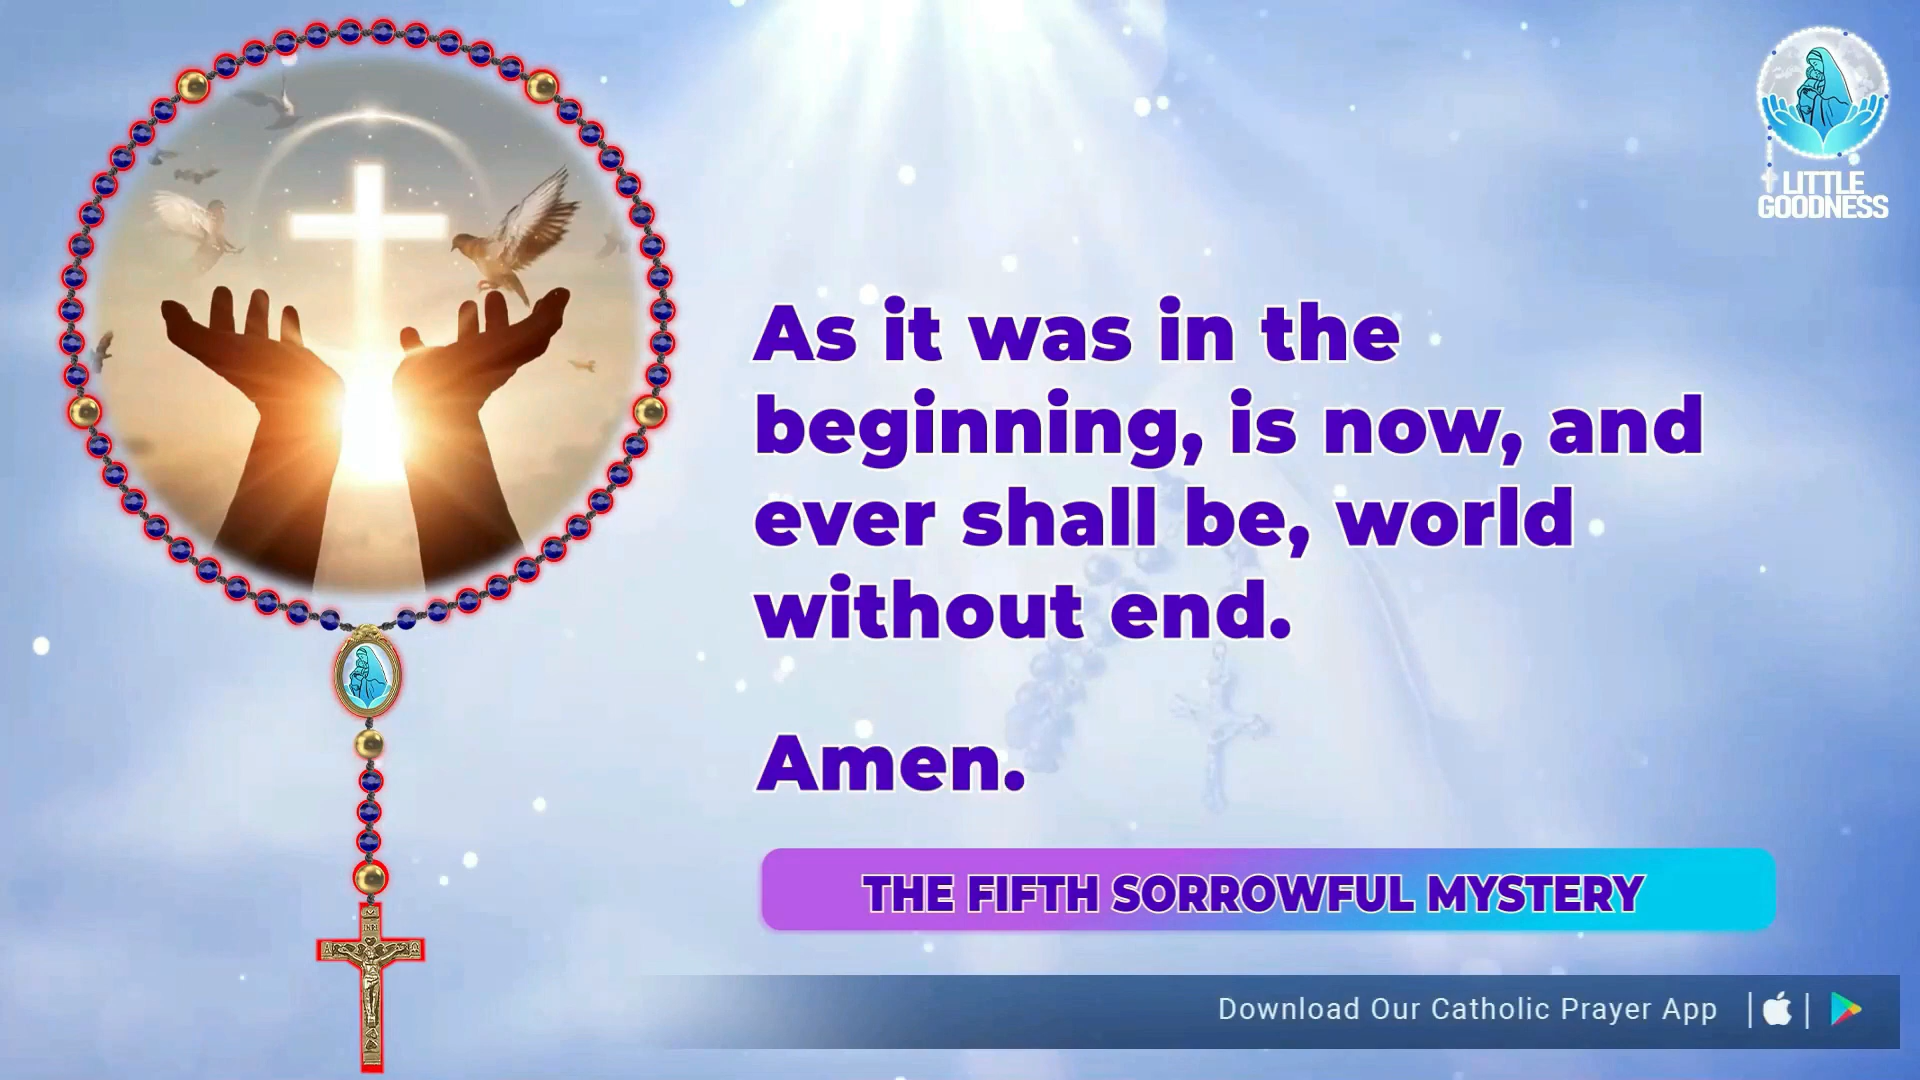 LITTLE
GOODNESS
As it was in the
beginning, is now, and
ever shall be, world
without end.
Amen.
THE FIFTH SORROWFUL MYSTERY
Download Our Catholic Prayer App
INRI